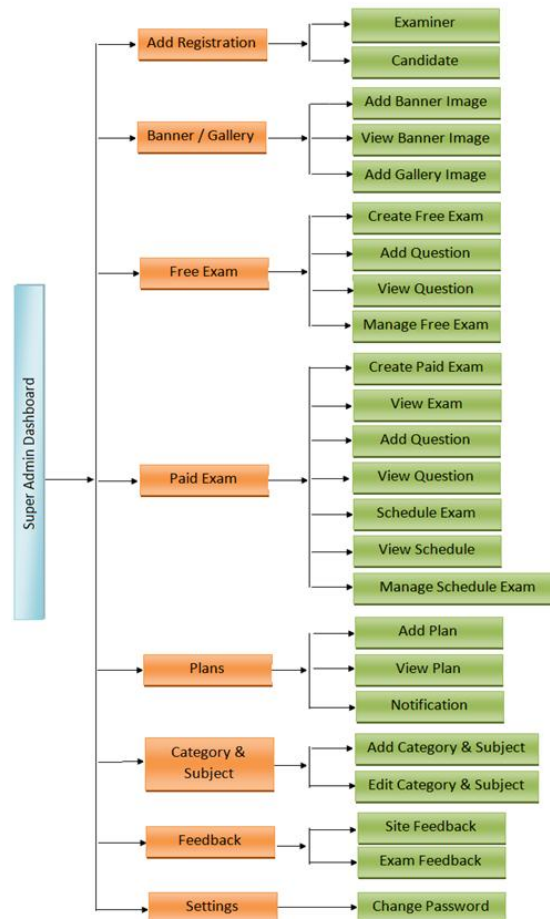 Super Admin Dashboard
Add Registration
Examiner
Candidate
Banner / Gallery
Add Banner Image
View Banner Image
Add Gallery Image
Free Exam
Create Free Exam
Add Question
View Question
Manage Free Exam
Paid Exam
Create Paid Exam
View Exam
Add Question
View Question
Schedule Exam
View Schedule
Manage Schedule Exam
Plans
Add Plan
View Plan
Notification
Category &
Subject
Add Category & Subject
Edit Category & Subject
Feedback
Site Feedback
Exam Feedback
Settings
Change Password